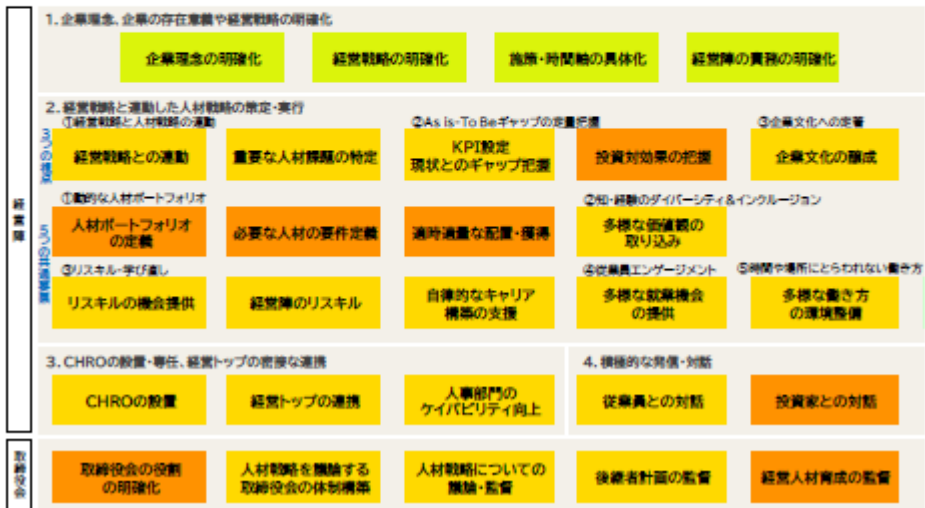 1. 企業理念、企業の存在意義や経営戦略の明確化
企業理念の明確化
経営戦略の明確化
施策・時間軸の具体化
経営陣の責務の明確化
経営陣
2. 経営戦略と連動した人材戦略の策定・実行
3つの視点
①経営戦略と人材戦略の連動
②As is-To Beギャップの定量把握
③企業文化への定着
経営戦略との連動
重要な人材課題の特定
KPI設定
現状とのギャップ把握
投資対効果の把握
企業文化の醸成
5つの共通要素
①動的な人材ポートフォリオ
②知・経験のダイバーシティ&インクルージョン
人材ポートフォリオ
の定義
必要な人材の要件定義
適時適量な配置・獲得
多様な価値観の
取り込み
③リスキル・学び直し
④従業員エンゲージメント
⑤時間や場所にとらわれない働き方
リスキルの機会提供
経営陣のリスキル
自律的なキャリア
構築の支援
多様な就業機会
の提供
多様な働き方
の環境整備
3. CHROの設置・専任、経営トップの密接な連携
4. 積極的な発信・対話
CHROの設置
経営トップの連携
人事部門の
ケイパビリティ向上
従業員との対話
投資家との対話
取締役会
取締役会の役割
の明確化
人材戦略を議論する
取締役会の体制構築
人材戦略についての
議論・監督
後継者計画の監督
経営人材育成の監督